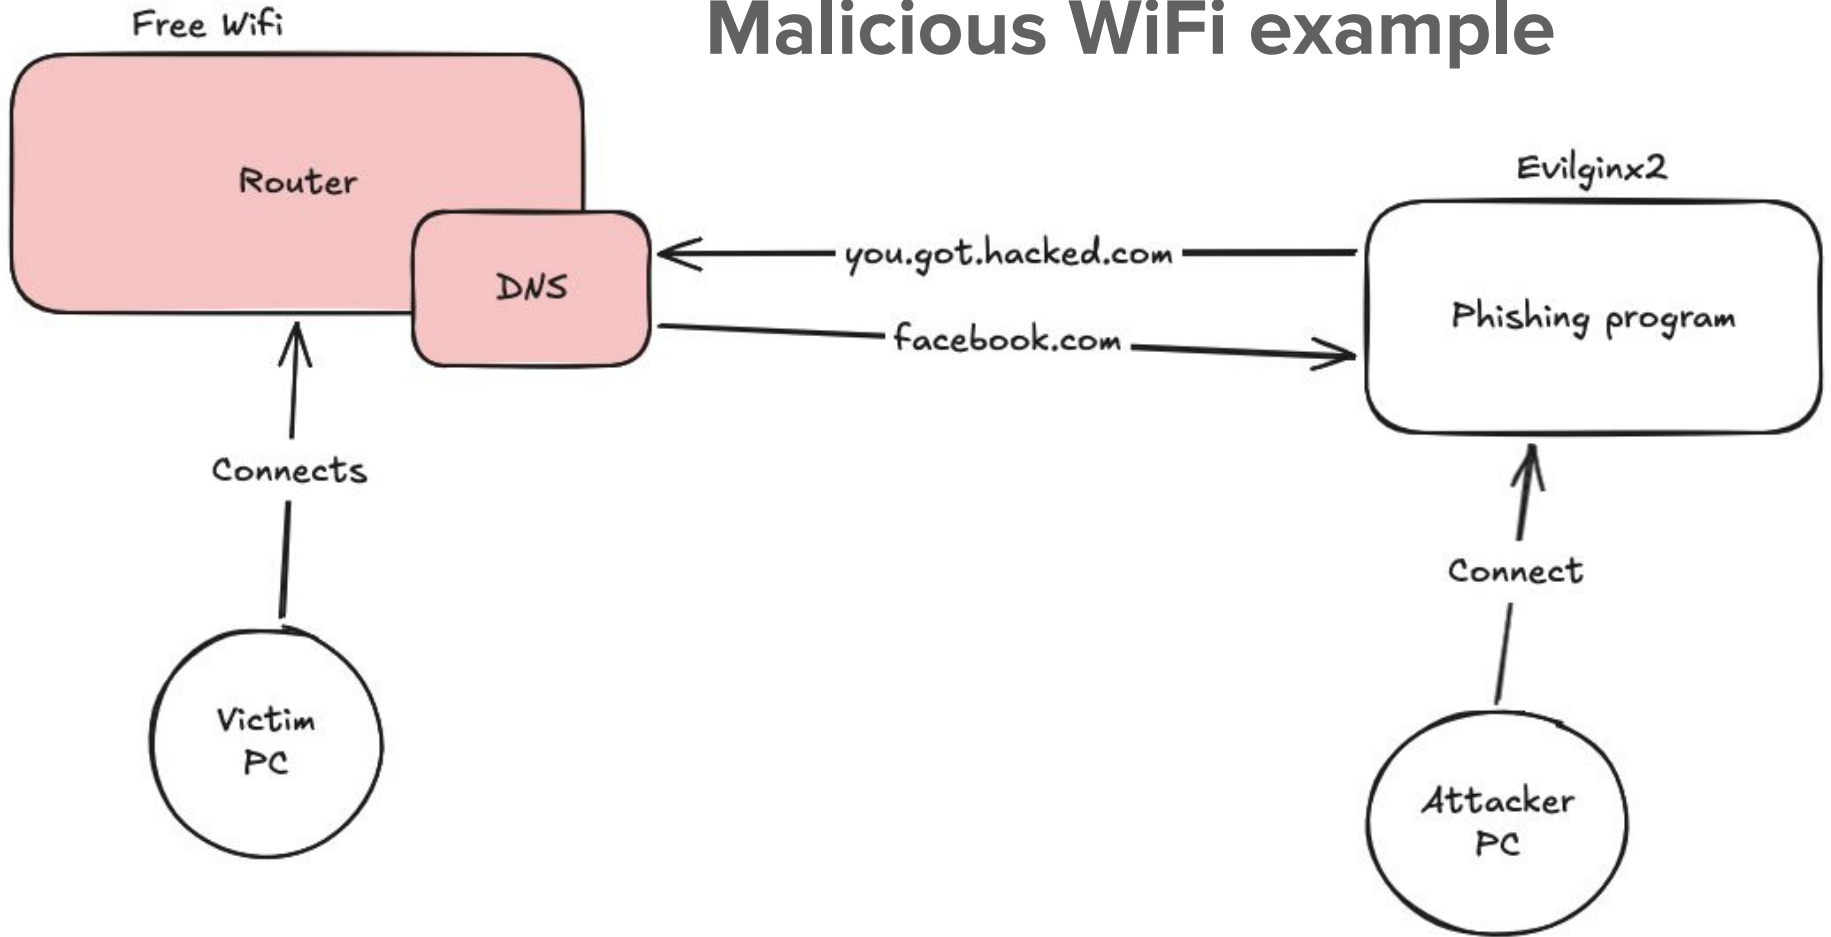 Malicious WiFi example
Free Wifi
Router
DNS
Evilginx2
you.got.hacked.com
facebook.com
Phishing program
Connects
Connect
Victim
PC
Attacker
PC